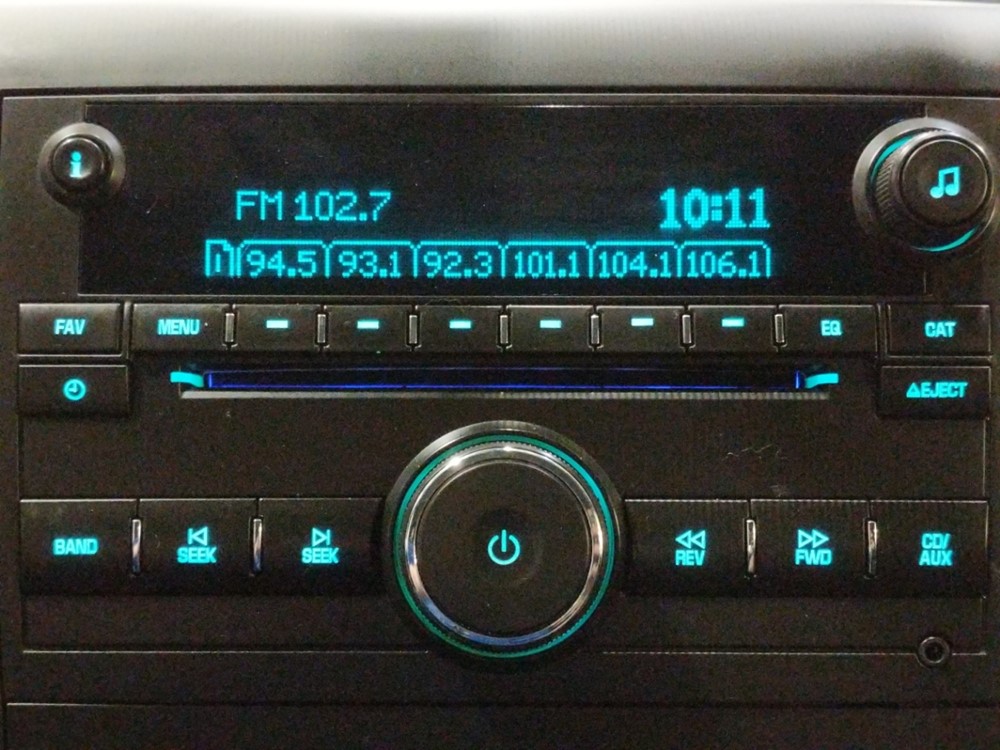 i
FM 102.7 10:11
94.5 93.1 92.3 101.1 104.1 106.1
FAV MENU EQ CAT
EJECT
BAND SEEK SEEK REV FWD CD/
AUX